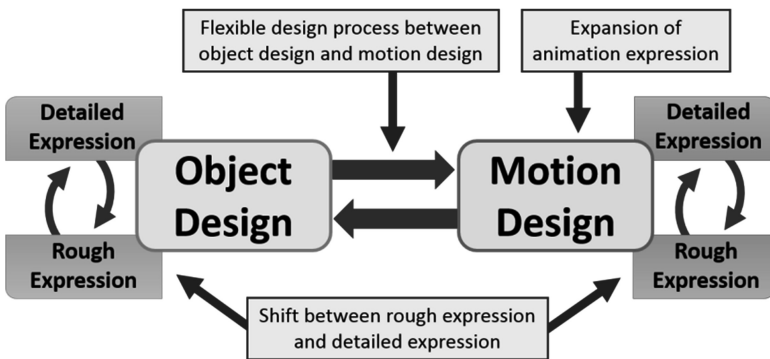 Flexible design process between
object design and motion design
Expansion of
animation expression
Detailed
Expression
Object
Design
Motion
Design
Detailed
Expression
Rough
Expression
Rough
Expression
Shift between rough expression
and detailed expression